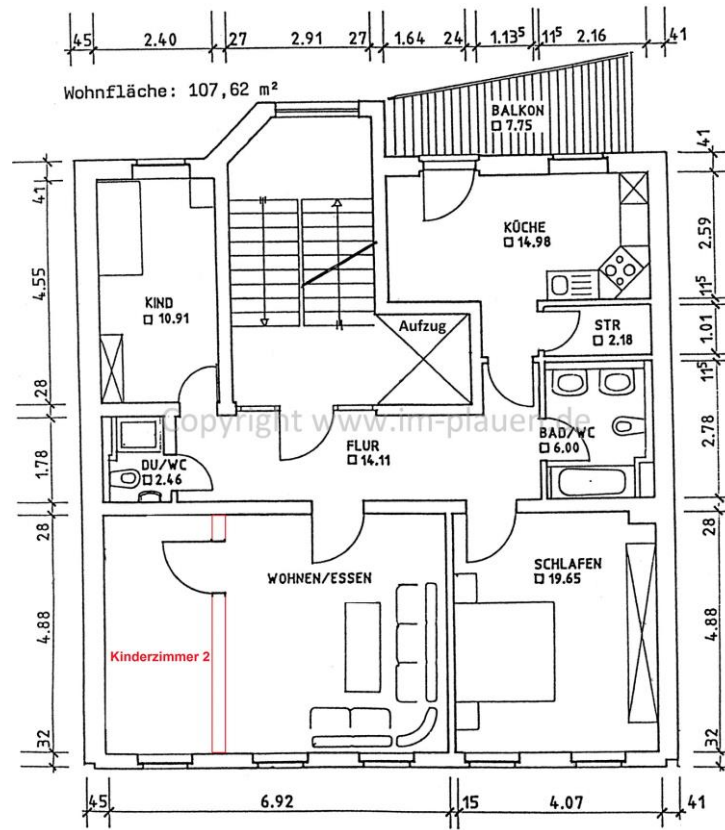 45 2.40 27 2.91 27 1.64 24 1.13⁵ 11⁵ 2.16 41
Wohnfläche: 107,62 m²
BALKON
□ 7.75
41
41
KÜCHE
□ 14.98
2.59
4.55
KIND
□ 10.91
11⁵
Aufzug
STR
□ 2.18
1.01
28
11⁵
Copyright www.im-plauen.de
FLUR
□ 14.11
BAD/WC
□ 6.00
2.78
DU/WC
□ 2.46
1.78
28
28
WOHNEN/ESSEN
SCHLAFEN
□ 19.65
4.88
4.88
Kinderzimmer 2
32
32
45 6.92 15 4.07 41